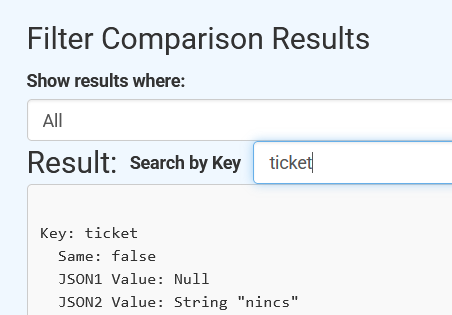 Filter Comparison Results
Show results where:
All
Result: Search by Key ticket
Key: ticket
Same: false
JSON1 Value: Null
JSON2 Value: String "nincs"